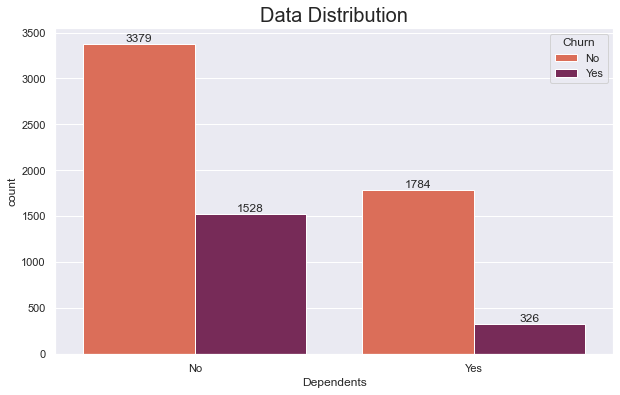 Data Distribution
Churn
No
Yes
3379
1528
1784
326
count
3500
3000
2500
2000
1500
1000
500
0
No
Yes
Dependents